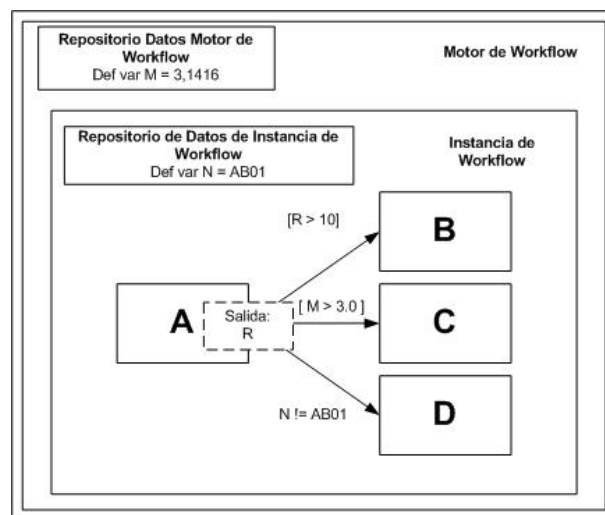 Repositorio Datos Motor de
Workflow
Def var M = 3,1416
Motor de Workflow
Repositorio de Datos de Instancia de
Workflow
Def var N = AB01
Instancia de
Workflow
[R > 10]
B
A
Salida:
R
[ M > 3.0 ]
C
N != AB01
D